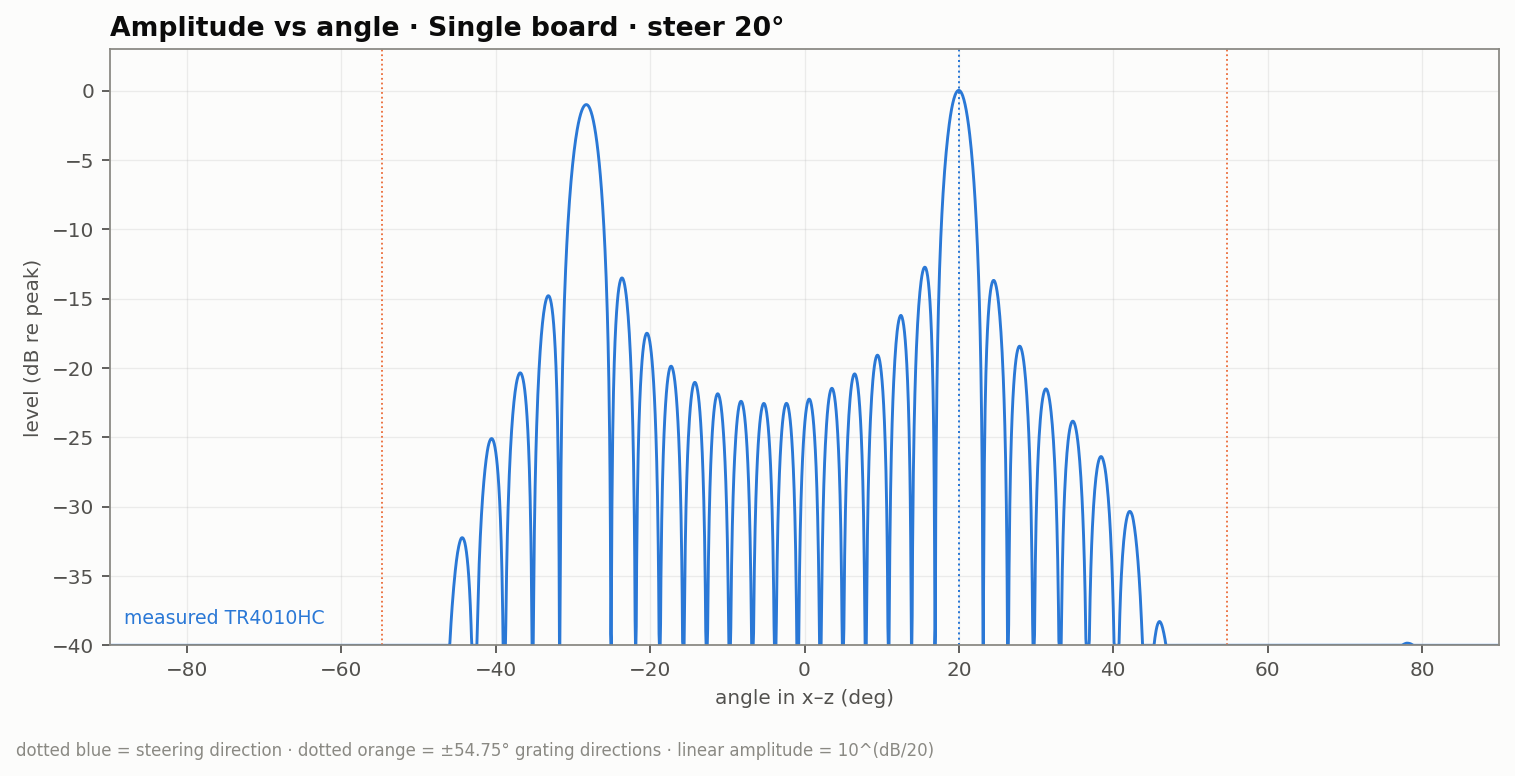 Amplitude vs angle · Single board · steer 20°
0
−5
−10
−15
−20
−25
−30
−35
−40
level (dB re peak)
measured TR4010HC
−80 −60 −40 −20 0 20 40 60 80
angle in x–z (deg)
dotted blue = steering direction · dotted orange = ±54.75° grating directions · linear amplitude = 10^(dB/20)